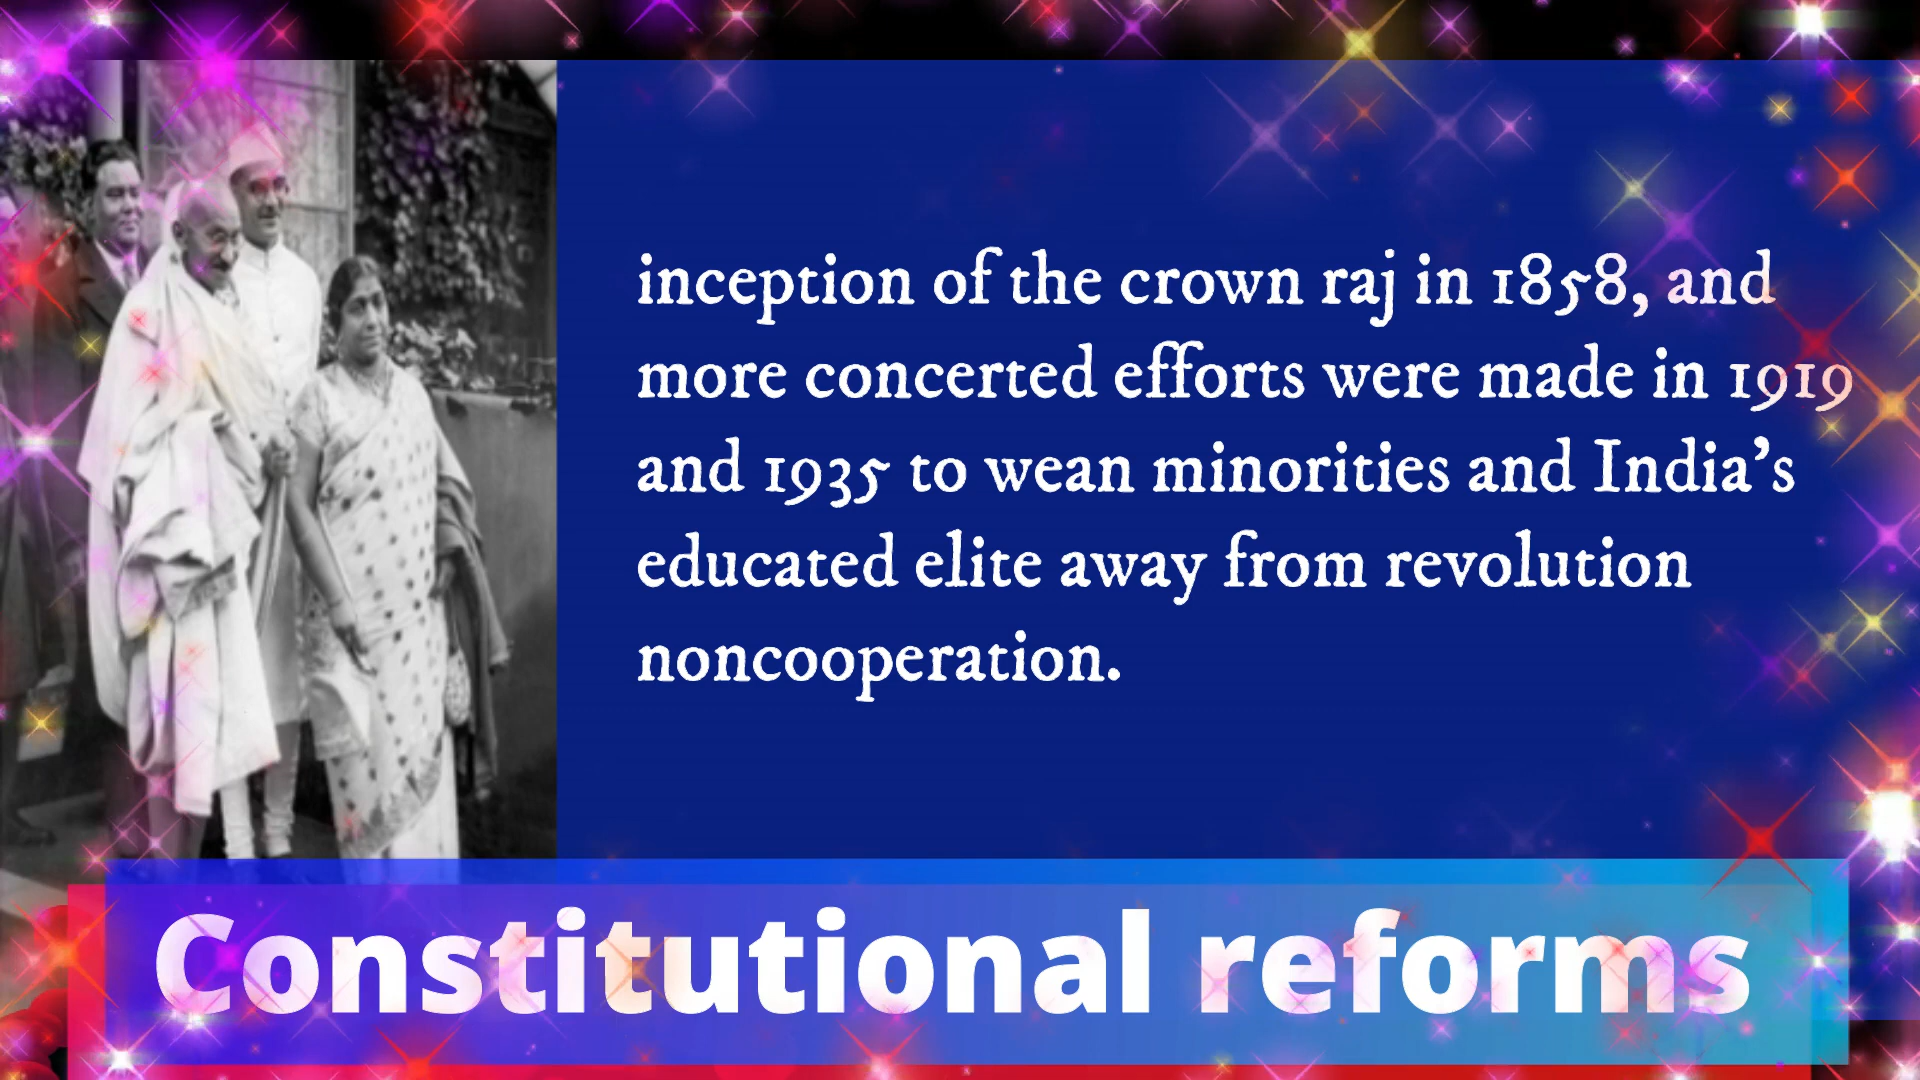 inception of the crown raj in 1858, and
more concerted efforts were made in 1919
and 1935 to wean minorities and India's
educated elite away from revolution
noncooperation.
Constitutional reforms